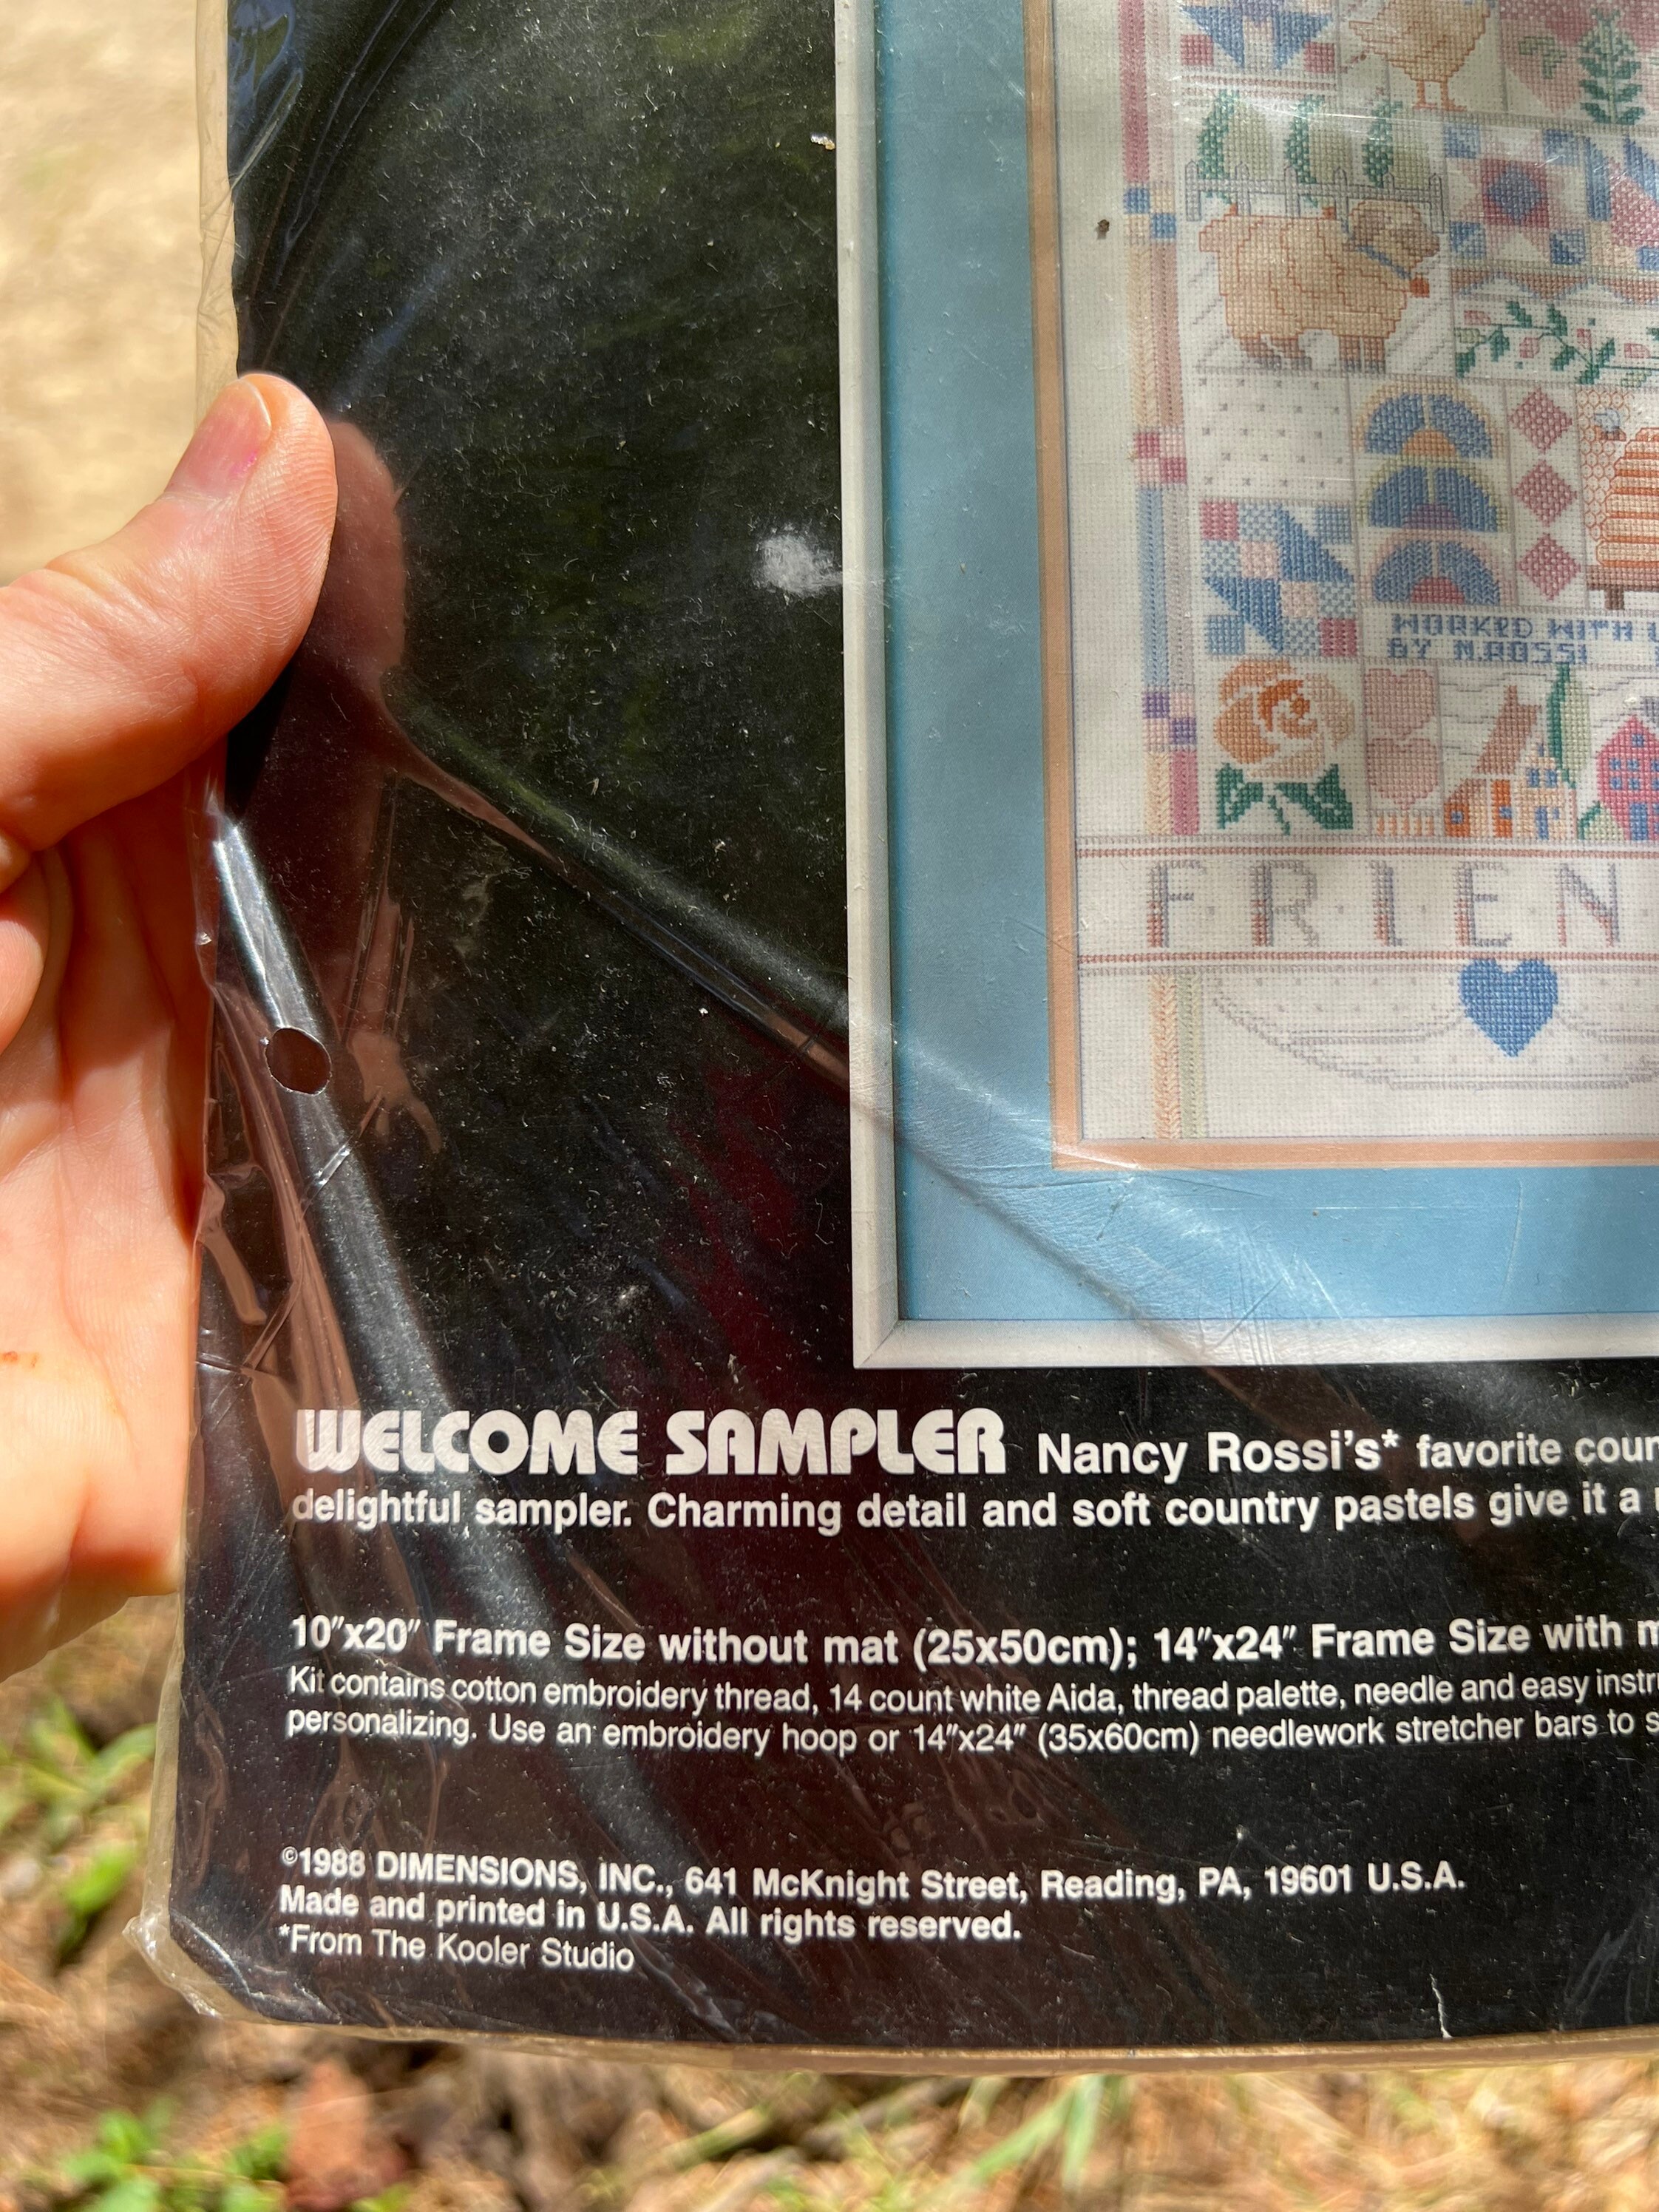 WORKED WITH
BY N.ROSSI
FRIEN
WELCOME SAMPLER Nancy Rossi's* favorite coun
delightful sampler. Charming detail and soft country pastels give it a
10"x20" Frame Size without mat (25x50cm); 14"x24" Frame Size with m
Kit contains cotton embroidery thread, 14 count white Aida, thread palette, needle and easy instru
personalizing. Use an embroidery hoop or 14"x24" (35x60cm) needlework stretcher bars to s
©1988 DIMENSIONS, INC., 641 McKnight Street, Reading, PA, 19601 U.S.A.
Made and printed in U.S.A. All rights reserved.
*From The Kooler Studio